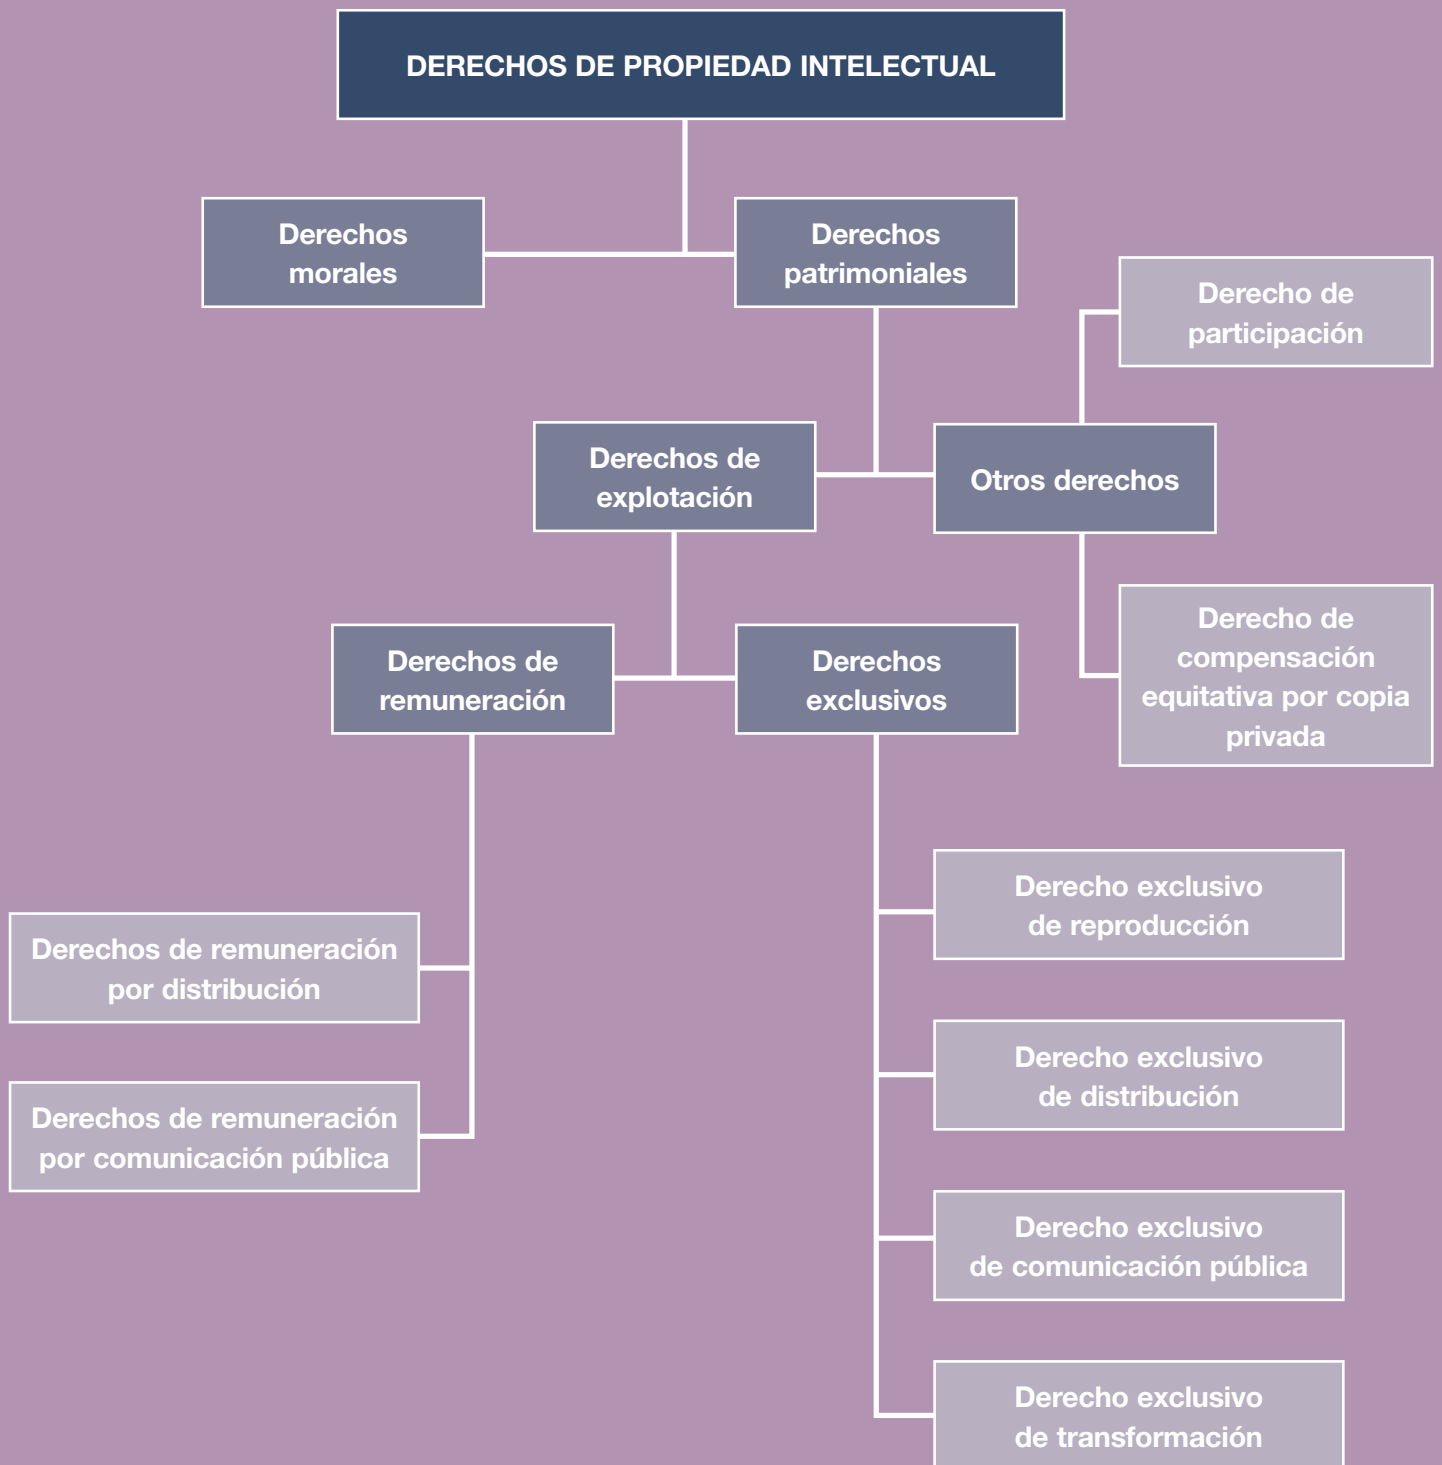 DERECHOS DE PROPIEDAD INTELECTUAL
Derechos
morales
Derechos
patrimoniales
Derecho de
participación
Derechos de
explotación
Otros derechos
Derecho de
compensación
equitativa por copia
privada
Derechos de
remuneración
Derechos
exclusivos
Derechos de remuneración
por distribución
Derechos de remuneración
por comunicación pública
Derecho exclusivo
de reproducción
Derecho exclusivo
de distribución
Derecho exclusivo
de comunicación pública
Derecho exclusivo
de transformación